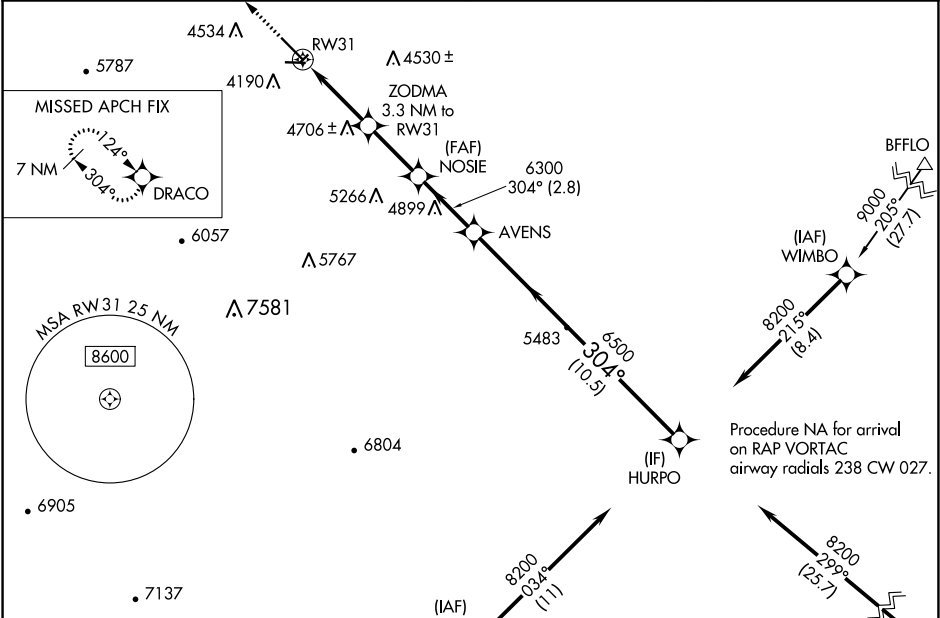 4534
RW31
4530 ±
5787
4190
ZODMA
3.3 NM to
RW31
MISSED APCH FIX
124°
7 NM
304°
DRACO
4706 ±
(FAF)
NOSIE
6300
304° (2.8)
BFFLO
9000
205°
(27.7)
5266
4899
AVENS
6057
5767
(IAF)
WIMBO
8200
215°
(8.4)
7581
MSA RW31 25 NM
8600
5483
6500
304°
(10.5)
(IF)
HURPO
Procedure NA for arrival
on RAP VORTAC
airway radials 238 CW 027.
6804
6905
7137
8200
034°
(11)
(IAF)
8200
299°
(25.7)